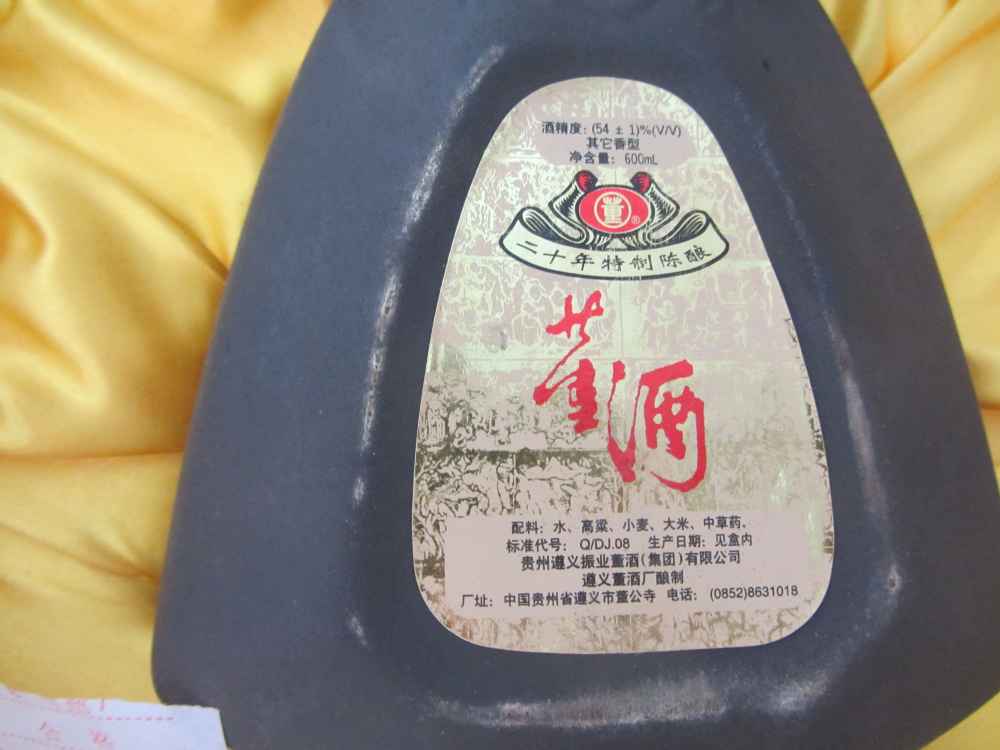 酒精度：(54 ± 1)%(V/V)
其它香型
净含量：600mL
董®
二十年特制陈酿
董酒
配料：水、高粱、小麦、大米、中草药、
标准代号：Q/DJ.08 生产日期：见盒内
贵州遵义振业董酒(集团)有限公司
遵义董酒厂酿制
厂址：中国贵州省遵义市董公寺 电话：(0852)8631018